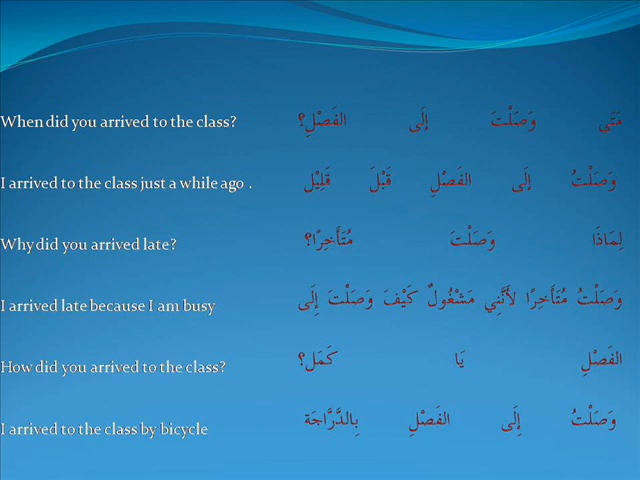 When did you arrived to the class?
مَتَى وَصَلْتَ إلَى الفَصْلِ؟
I arrived to the class just a while ago .
وَصَلْتُ إلَى الفَصْلِ قَبْلَ قَلِيْل
Why did you arrived late?
لِمَاذَا وَصَلْتَ مُتَأَخِرًا؟
I arrived late because I am busy
وَصَلْتُ مُتَأَخِرًا لأَنَّنِي مَشْغُولٌ كَيْفَ وَصَلْتَ إِلَى
How did you arrived to the class?
الفَصْلِ يَا كَمَل؟
I arrived to the class by bicycle
وَصَلْتُ إِلَى الفَصْلِ بِالدَّرَّاجَة